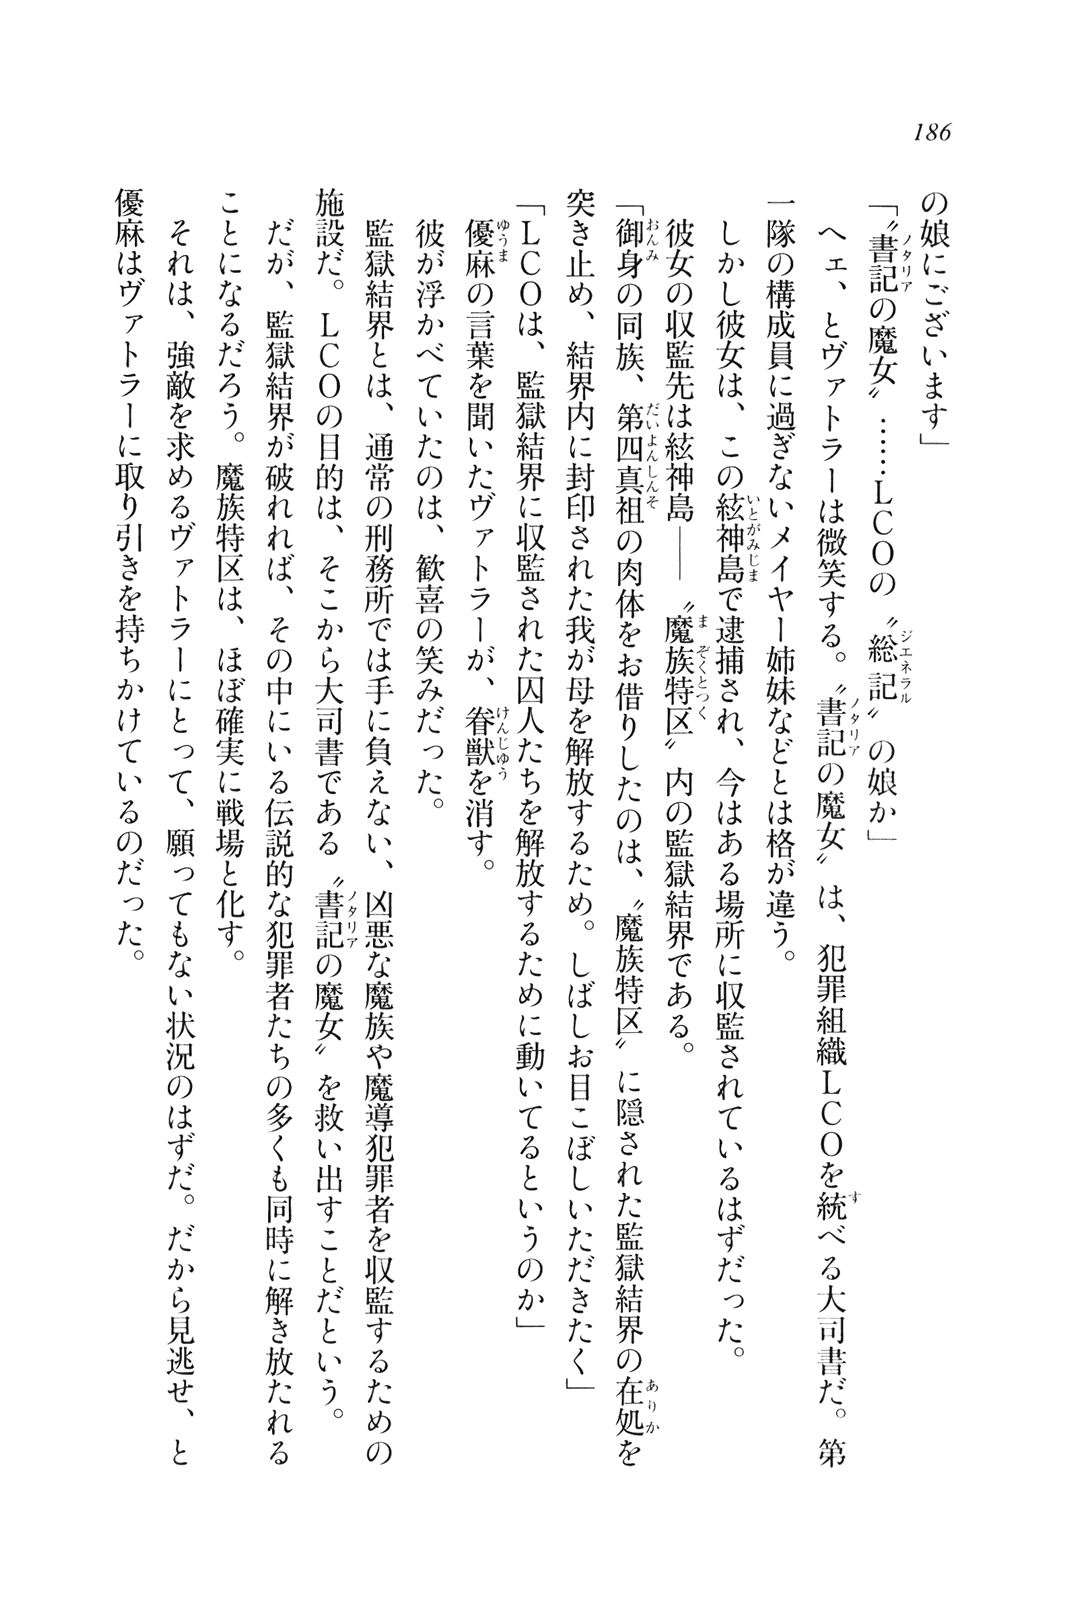 186
の娘にございます」
「〝書記の魔女〟……ＬＣＯの〝総記〟の娘か」
ヘェ、とヴァトラーは微笑する。〝書記の魔女〟は、犯罪組織ＬＣＯを統べる大司書だ。第
一隊の構成員に過ぎないメイヤー姉妹などとは格が違う。
しかし彼女は、この絃神島で逮捕され、今はある場所に収監されているはずだった。
彼女の収監先は絃神島――〝魔族特区〟内の監獄結界である。
「御身の同族、第四真祖の肉体をお借りしたのは、〝魔族特区〟に隠された監獄結界の在処を
突き止め、結界内に封印された我が母を解放するため。しばしお目こぼしいただきたく」
「ＬＣＯは、監獄結界に収監された囚人たちを解放するために動いてるというのか」
優麻の言葉を聞いたヴァトラーが、眷獣を消す。
彼が浮かべていたのは、歓喜の笑みだった。
監獄結界とは、通常の刑務所では手に負えない、凶悪な魔族や魔導犯罪者を収監するための
施設だ。ＬＣＯの目的は、そこから大司書である〝書記の魔女〟を救い出すことだという。
だが、監獄結界が破れれば、その中にいる伝説的な犯罪者たちの多くも同時に解き放たれる
ことになるだろう。魔族特区は、ほぼ確実に戦場と化す。
それは、強敵を求めるヴァトラーにとって、願ってもない状況のはずだ。だから見逃せ、と
優麻はヴァトラーに取り引きを持ちかけているのだった。